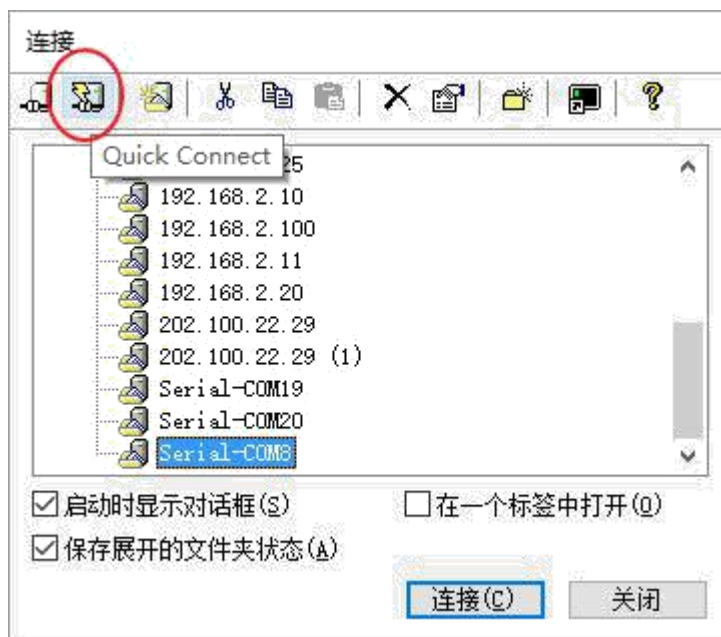 连接
Quick Connect
25
192.168.2.10
192.168.2.100
192.168.2.11
192.168.2.20
202.100.22.29
202.100.22.29 (1)
Serial-COM19
Serial-COM20
Serial-COM8
启动时显示对话框(S) 在一个标签中打开(O)
保存展开的文件夹状态(A)
连接(C) 关闭